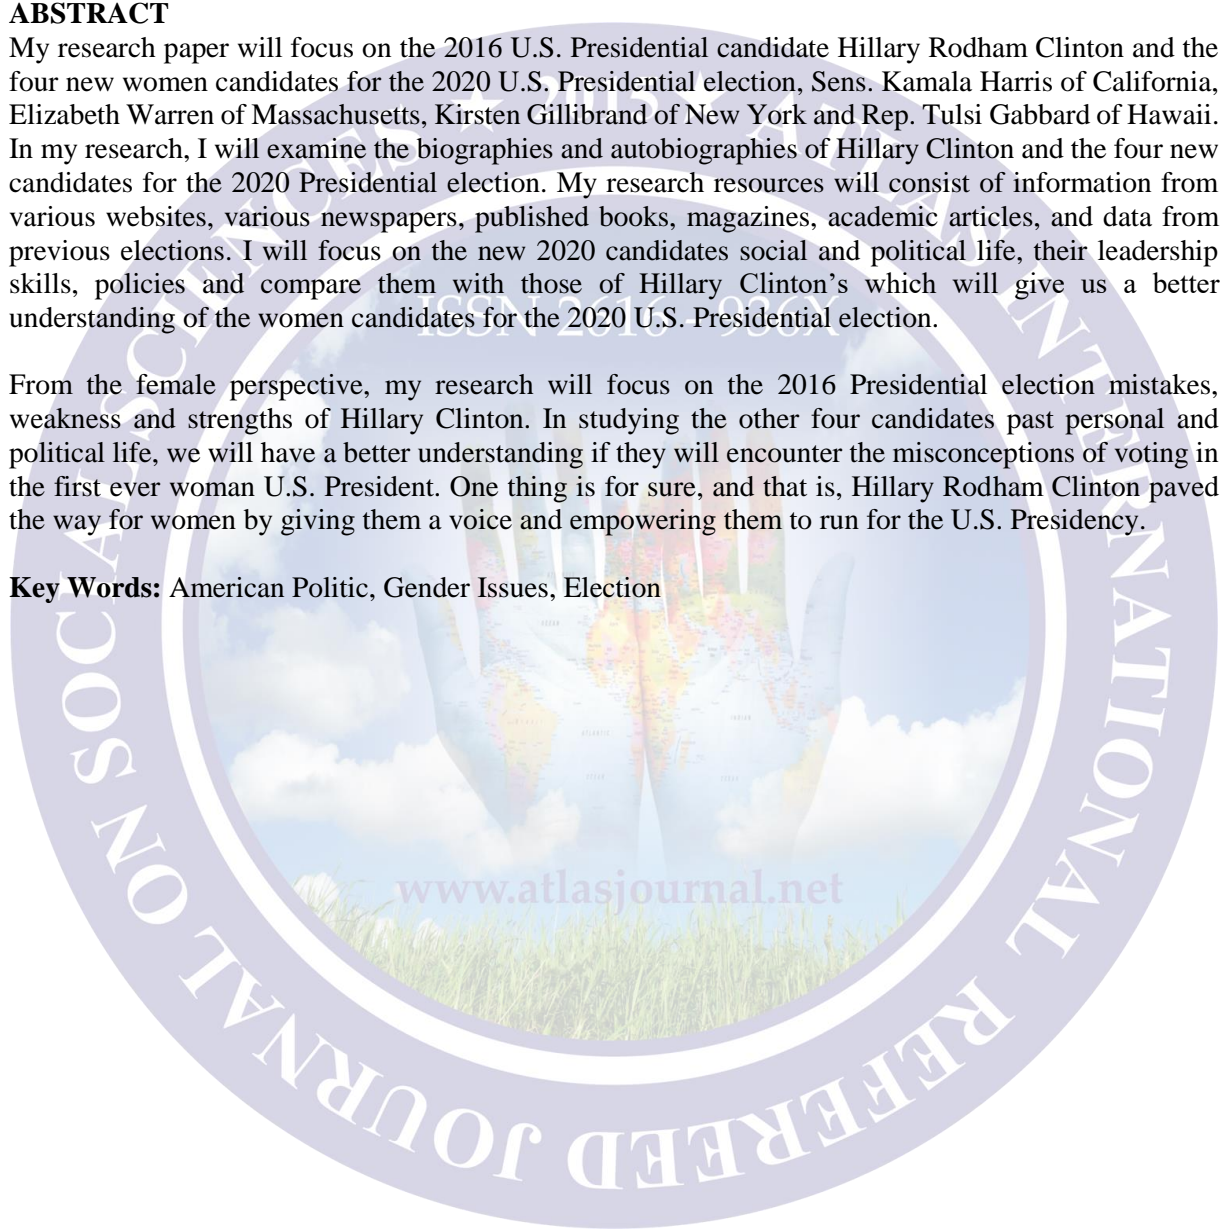 ABSTRACT
My research paper will focus on the 2016 U.S. Presidential candidate Hillary Rodham Clinton and the
four new women candidates for the 2020 U.S. Presidential election, Sens. Kamala Harris of California,
Elizabeth Warren of Massachusetts, Kirsten Gillibrand of New York and Rep. Tulsi Gabbard of Hawaii.
In my research, I will examine the biographies and autobiographies of Hillary Clinton and the four new
candidates for the 2020 Presidential election. My research resources will consist of information from
various websites, various newspapers, published books, magazines, academic articles, and data from
previous elections. I will focus on the new 2020 candidates social and political life, their leadership
skills, policies and compare them with those of Hillary Clinton’s which will give us a better
understanding of the women candidates for the 2020 U.S. Presidential election.
From the female perspective, my research will focus on the 2016 Presidential election mistakes,
weakness and strengths of Hillary Clinton. In studying the other four candidates past personal and
political life, we will have a better understanding if they will encounter the misconceptions of voting in
the first ever woman U.S. President. One thing is for sure, and that is, Hillary Rodham Clinton paved
the way for women by giving them a voice and empowering them to run for the U.S. Presidency.
Key Words: American Politic, Gender Issues, Election
★ 2015 ★
ATLAS INTERNATIONAL REFEREED JOURNAL ON SOCIAL SCIENCES
ISSN 2616 - 936X
www.atlasjournal.net